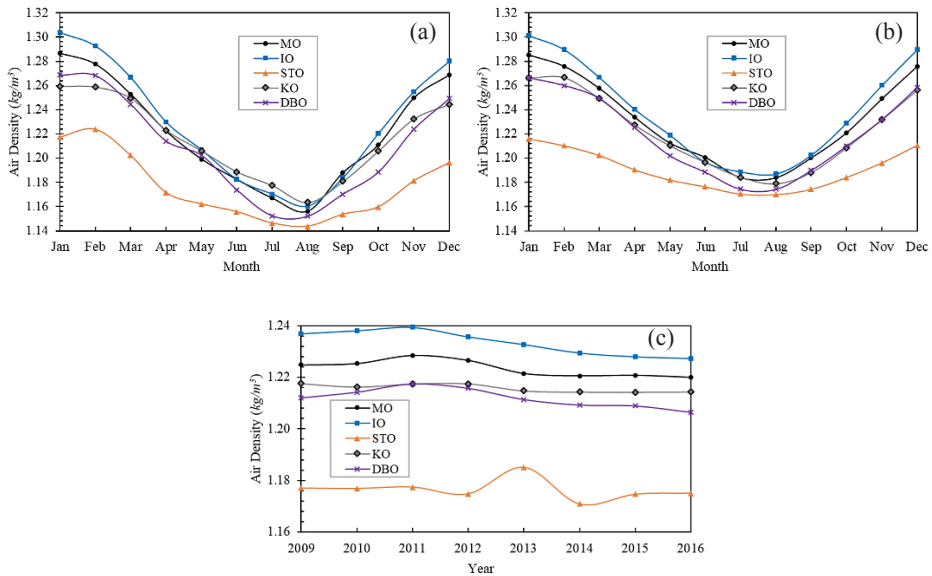 (a)
Air Density (kg/m³)
1.32
1.30
1.28
1.26
1.24
1.22
1.20
1.18
1.16
1.14
MO
IO
STO
KO
DBO
Jan Feb Mar Apr May Jun Jul Aug Sep Oct Nov Dec
Month
(b)
Air Density (kg/m³)
1.32
1.30
1.28
1.26
1.24
1.22
1.20
1.18
1.16
1.14
MO
IO
STO
KO
DBO
Jan Feb Mar Apr May Jun Jul Aug Sep Oct Nov Dec
Month
(c)
Air Density (kg/m³)
1.24
1.22
1.20
1.18
1.16
MO
IO
STO
KO
DBO
2009 2010 2011 2012 2013 2014 2015 2016
Year